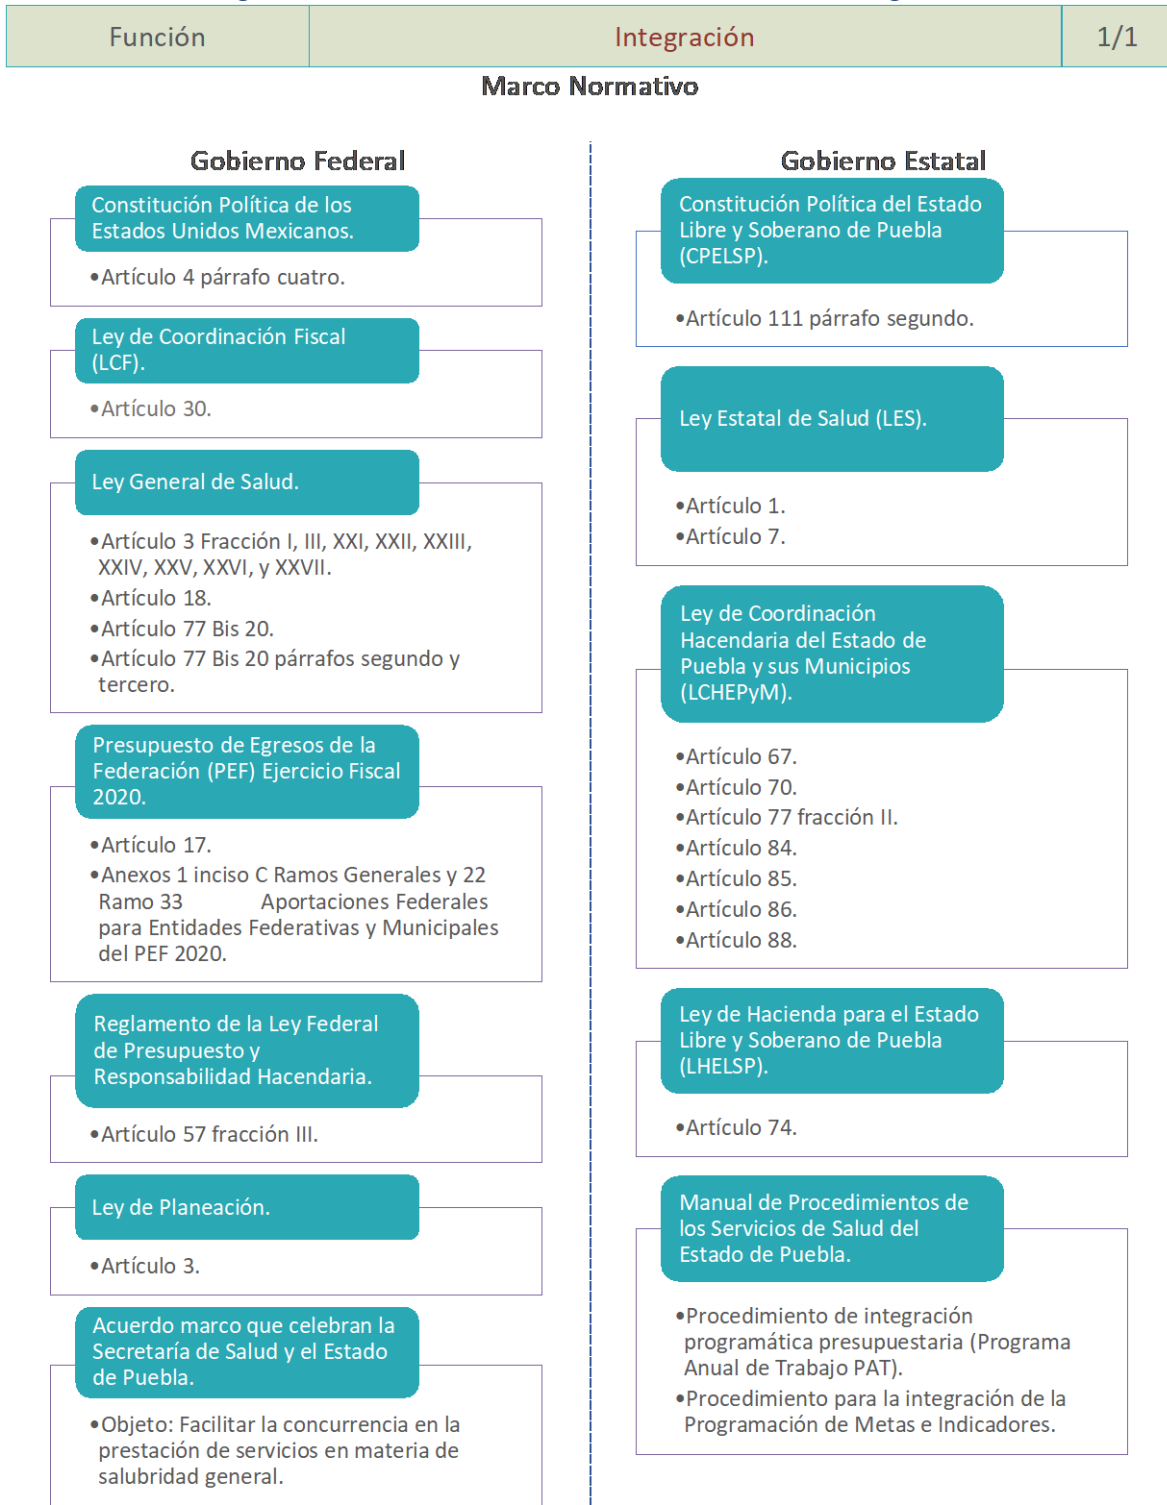 Función
Integración
1/1
Marco Normativo
Gobierno Federal
Constitución Política de los
Estados Unidos Mexicanos.
•Artículo 4 párrafo cuatro.
Ley de Coordinación Fiscal
(LCF).
•Artículo 30.
Ley General de Salud.
•Artículo 3 Fracción I, III, XXI, XXII, XXIII,
XXIV, XXV, XXVI, y XXVII.
•Artículo 18.
•Artículo 77 Bis 20.
•Artículo 77 Bis 20 párrafos segundo y
tercero.
Presupuesto de Egresos de la
Federación (PEF) Ejercicio Fiscal
2020.
•Artículo 17.
•Anexos 1 inciso C Ramos Generales y 22
Ramo 33 Aportaciones Federales
para Entidades Federativas y Municipales
del PEF 2020.
Reglamento de la Ley Federal
de Presupuesto y
Responsabilidad Hacendaria.
•Artículo 57 fracción III.
Ley de Planeación.
•Artículo 3.
Acuerdo marco que celebran la
Secretaría de Salud y el Estado
de Puebla.
•Objeto: Facilitar la concurrencia en la
prestación de servicios en materia de
salubridad general.
Gobierno Estatal
Constitución Política del Estado
Libre y Soberano de Puebla
(CPELSP).
•Artículo 111 párrafo segundo.
Ley Estatal de Salud (LES).
•Artículo 1.
•Artículo 7.
Ley de Coordinación
Hacendaria del Estado de
Puebla y sus Municipios
(LCHEPyM).
•Artículo 67.
•Artículo 70.
•Artículo 77 fracción II.
•Artículo 84.
•Artículo 85.
•Artículo 86.
•Artículo 88.
Ley de Hacienda para el Estado
Libre y Soberano de Puebla
(LHELSP).
•Artículo 74.
Manual de Procedimientos de
los Servicios de Salud del
Estado de Puebla.
•Procedimiento de integración
programática presupuestaria (Programa
Anual de Trabajo PAT).
•Procedimiento para la integración de la
Programación de Metas e Indicadores.